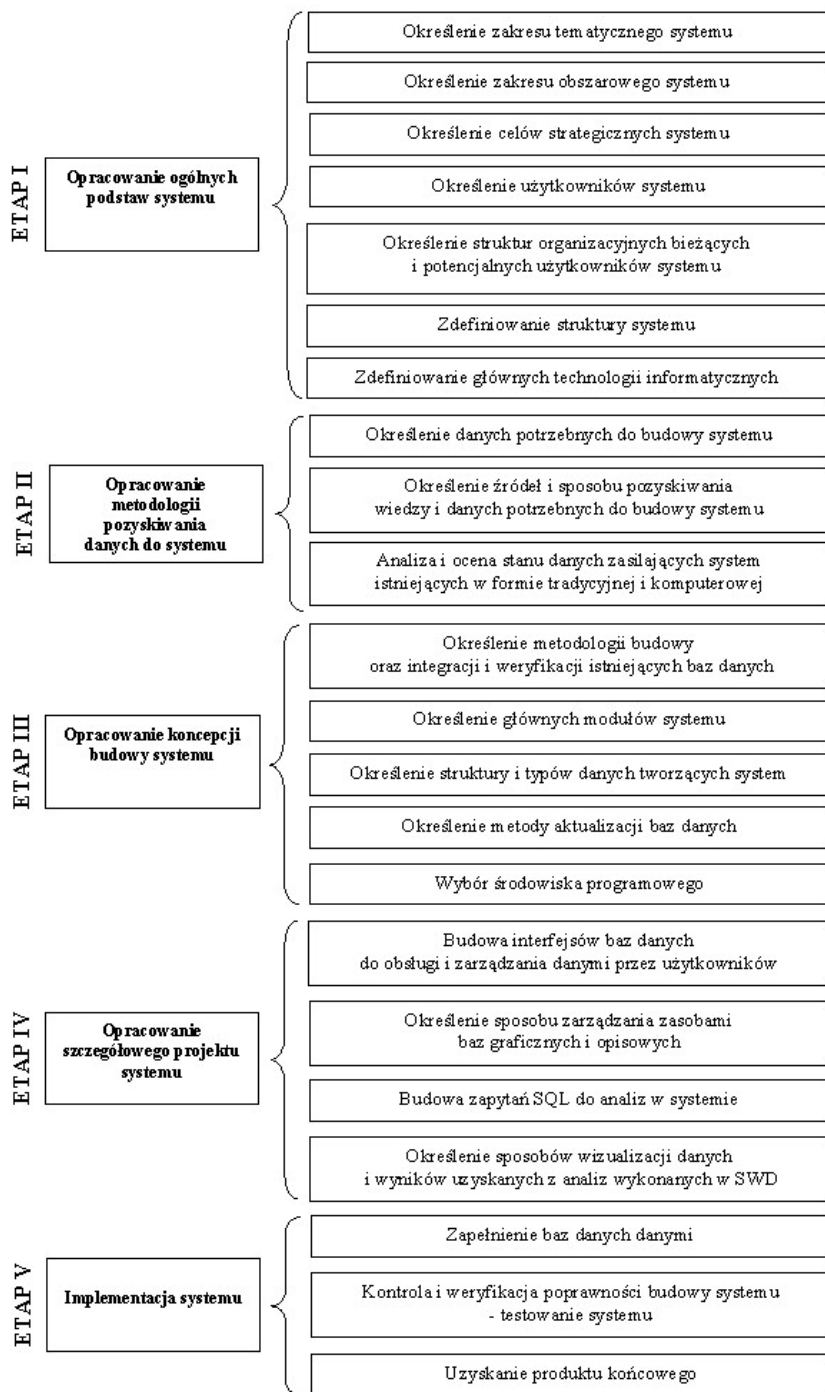 ETAP I
Opracowanie ogólnych
podstaw systemu
Określenie zakresu tematycznego systemu
Określenie zakresu obszarowego systemu
Określenie celów strategicznych systemu
Określenie użytkowników systemu
Określenie struktur organizacyjnych bieżących
i potencjalnych użytkowników systemu
Zdefiniowanie struktury systemu
Zdefiniowanie głównych technologii informatycznych
ETAP II
Opracowanie
metodologii
pozyskiwania
danych do systemu
Określenie danych potrzebnych do budowy systemu
Określenie źródeł i sposobu pozyskiwania
wiedzy i danych potrzebnych do budowy systemu
Analiza i ocena stanu danych zasilających system
istniejących w formie tradycyjnej i komputerowej
ETAP III
Opracowanie koncepcji
budowy systemu
Określenie metodologii budowy
oraz integracji i weryfikacji istniejących baz danych
Określenie głównych modułów systemu
Określenie struktury i typów danych tworzących system
Określenie metody aktualizacji baz danych
Wybór środowiska programowego
ETAP IV
Opracowanie
szczegółowego projektu
systemu
Budowa interfejsów baz danych
do obsługi i zarządzania danymi przez użytkowników
Określenie sposobu zarządzania zasobami
baz graficznych i opisowych
Budowa zapytań SQL do analiz w systemie
Określenie sposobów wizualizacji danych
i wyników uzyskanych z analiz wykonanych w SWD
ETAP V
Implementacja systemu
Zapełnienie baz danych danymi
Kontrola i weryfikacja poprawności budowy systemu
- testowanie systemu
Uzyskanie produktu końcowego